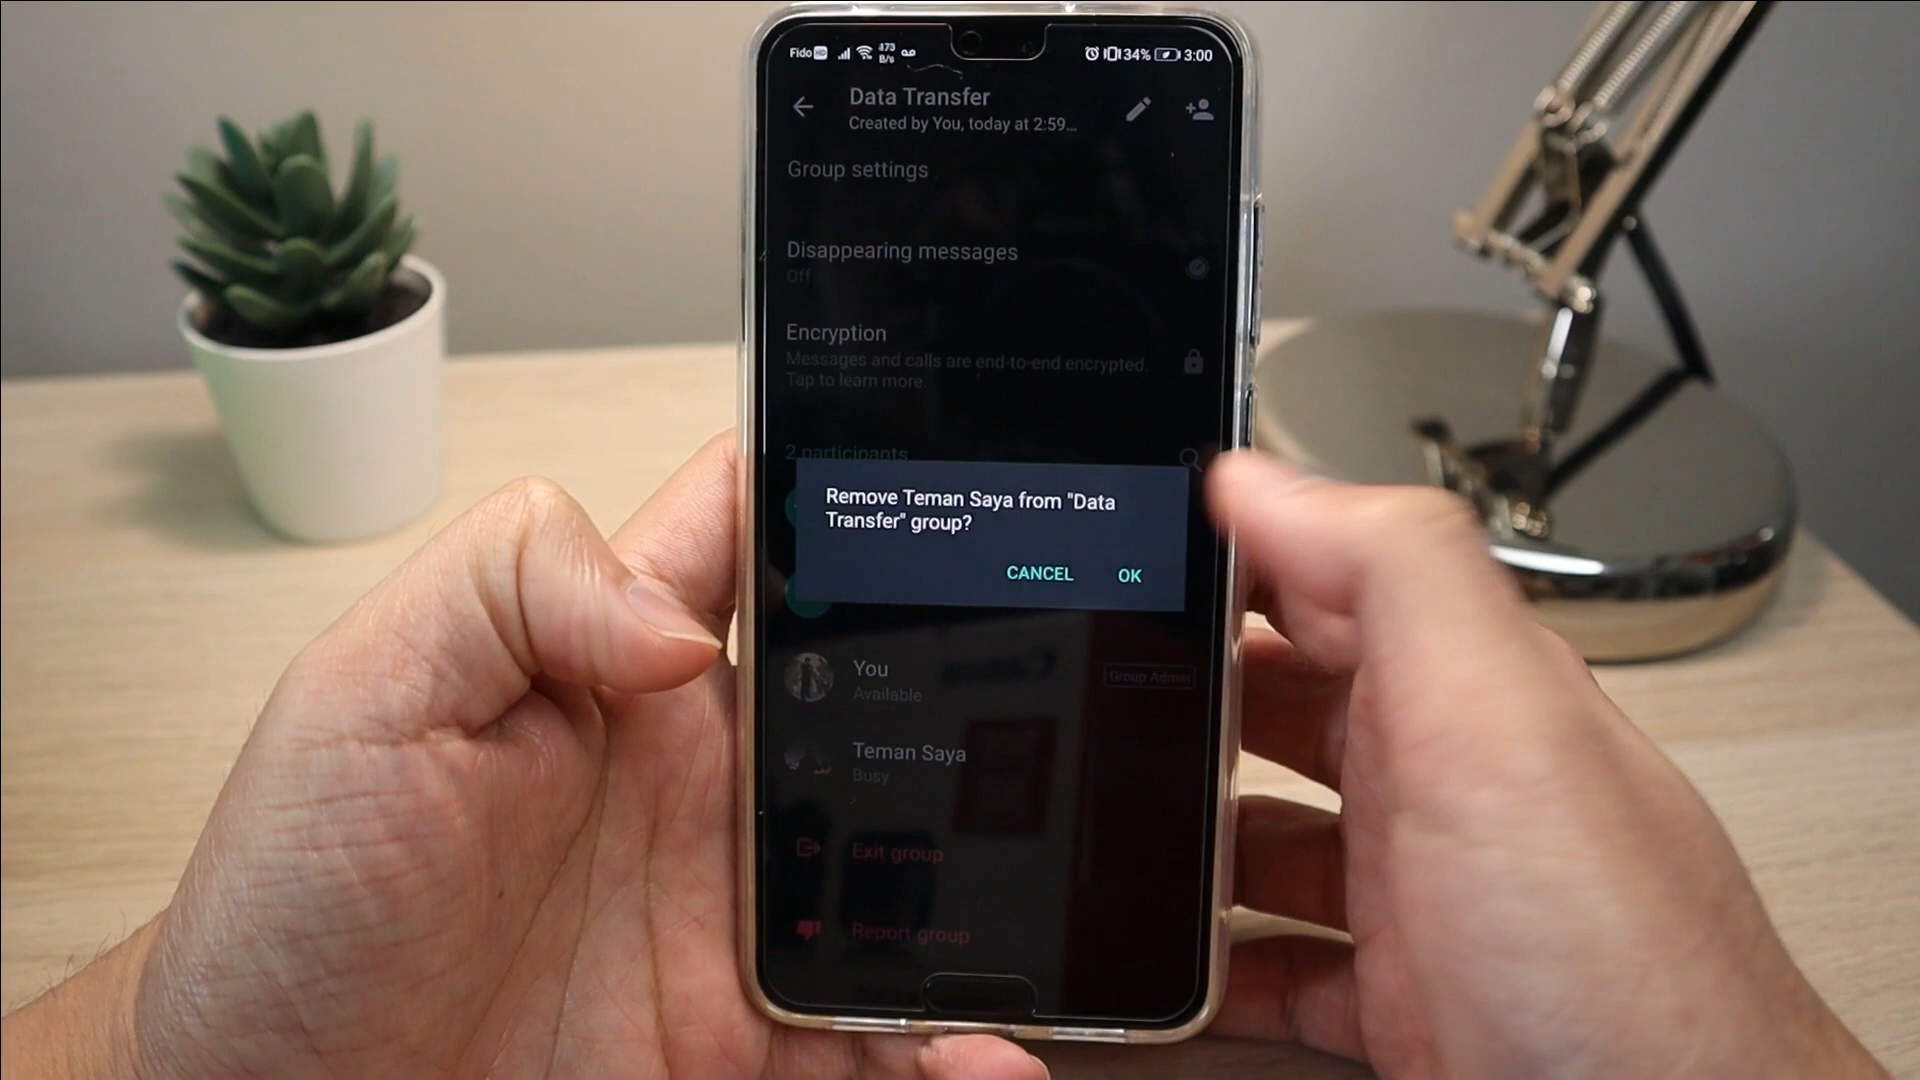 Fido HD 473 B/s 34% 3:00
Data Transfer
Created by You, today at 2:59...
Group settings
Disappearing messages
Off
Encryption
Messages and calls are end-to-end encrypted.
Tap to learn more.
2 participants
Remove Teman Saya from "Data
Transfer" group?
CANCEL OK
You
Available
Group Admin
Teman Saya
Busy
Exit group
Report group